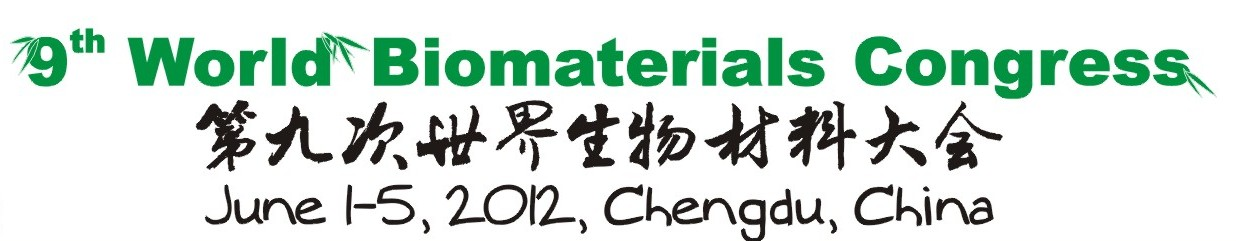 9th World Biomaterials Congress
第九次世界生物材料大会
June 1-5, 2012, Chengdu, China